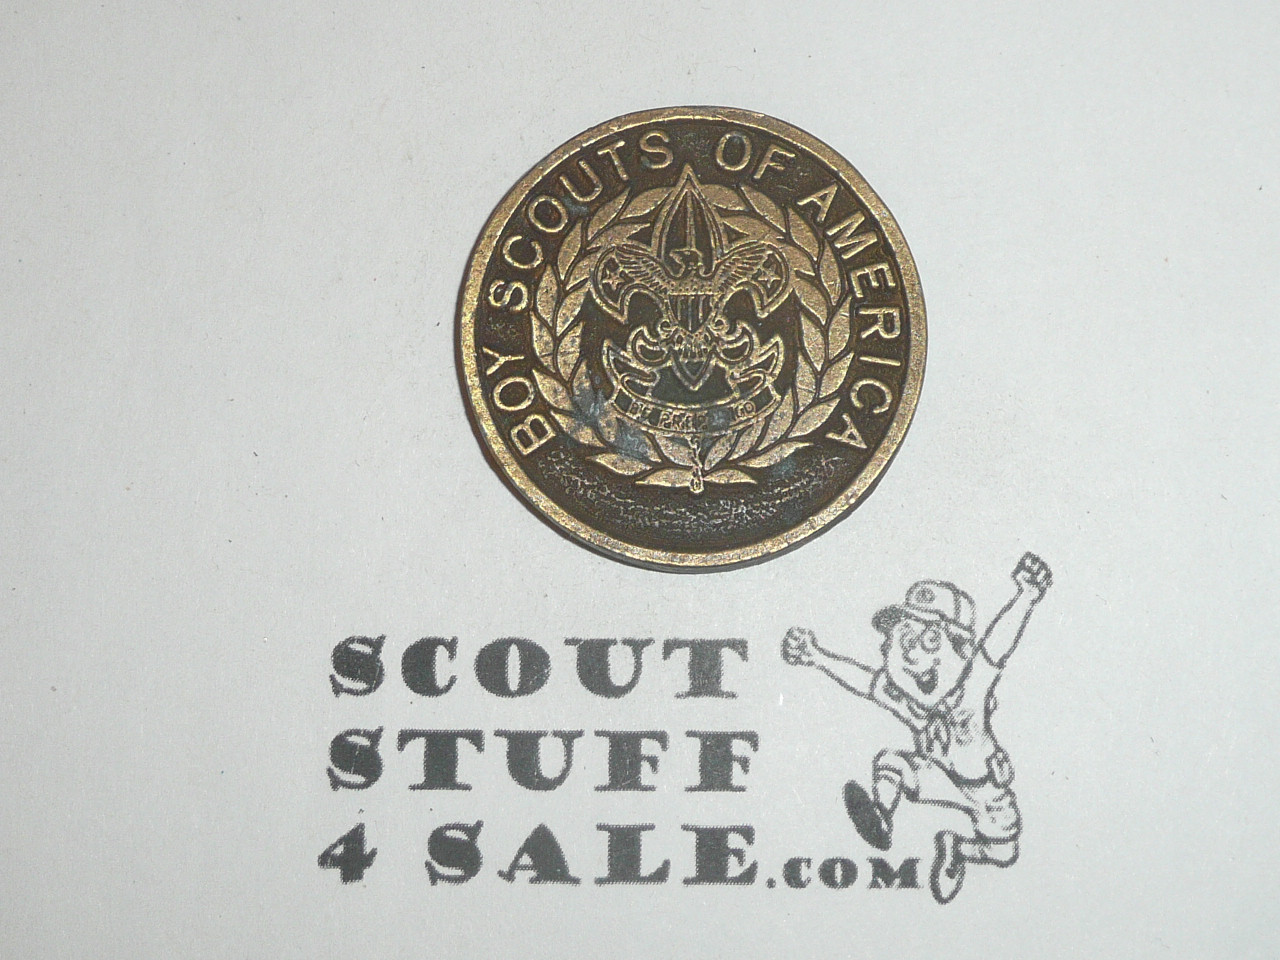 BOY SCOUTS OF AMERICA
SCOUT
STUFF
4 SALE.COM